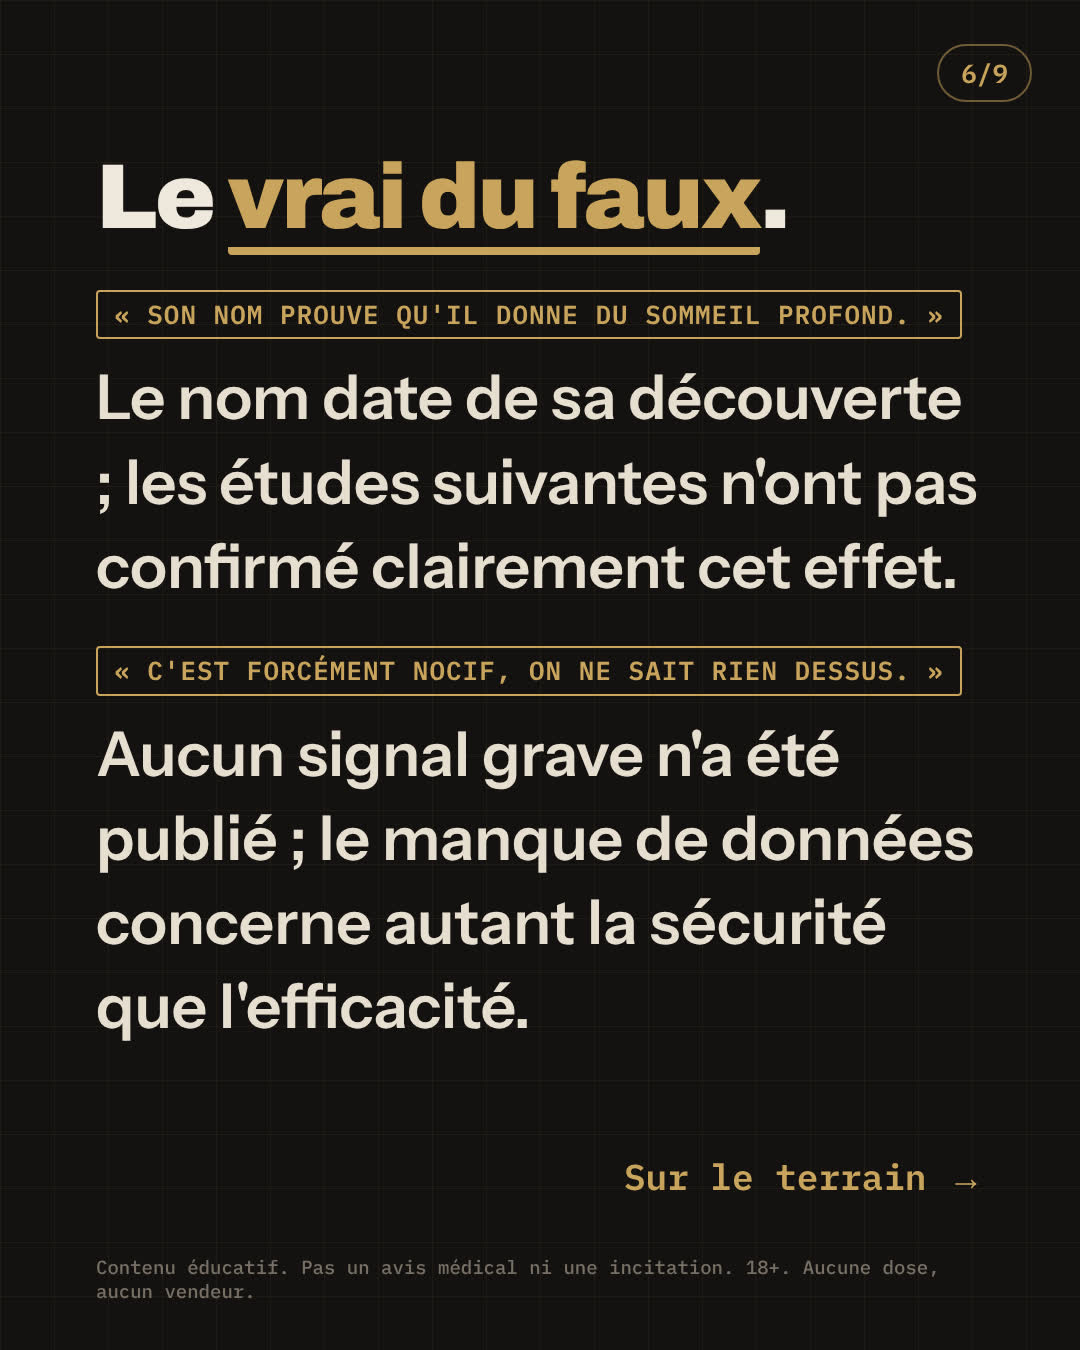 6/9
Le vrai du faux.
« SON NOM PROUVE QU'IL DONNE DU SOMMEIL PROFOND. »
Le nom date de sa découverte
; les études suivantes n'ont pas
confirmé clairement cet effet.
« C'EST FORCÉMENT NOCIF, ON NE SAIT RIEN DESSUS. »
Aucun signal grave n'a été
publié ; le manque de données
concerne autant la sécurité
que l'efficacité.
Sur le terrain →
Contenu éducatif. Pas un avis médical ni une incitation. 18+. Aucune dose,
aucun vendeur.